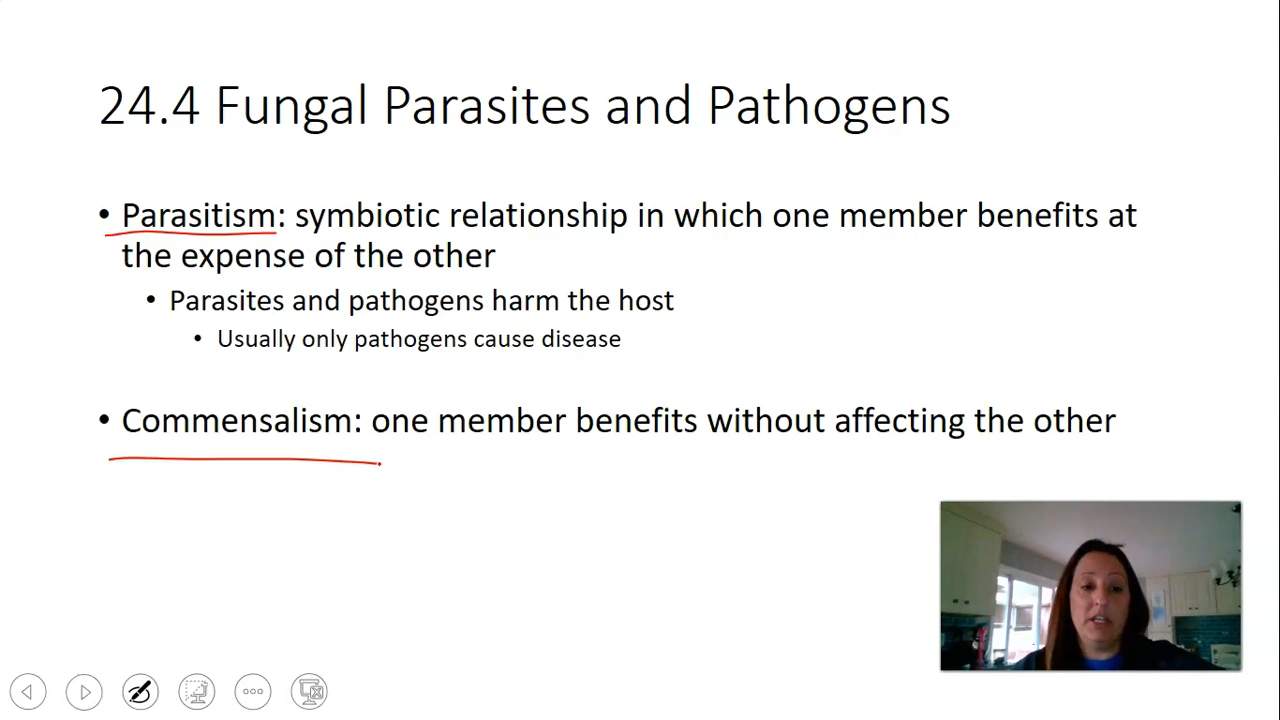 24.4 Fungal Parasites and Pathogens
• Parasitism: symbiotic relationship in which one member benefits at
the expense of the other
• Parasites and pathogens harm the host
• Usually only pathogens cause disease
• Commensalism: one member benefits without affecting the other